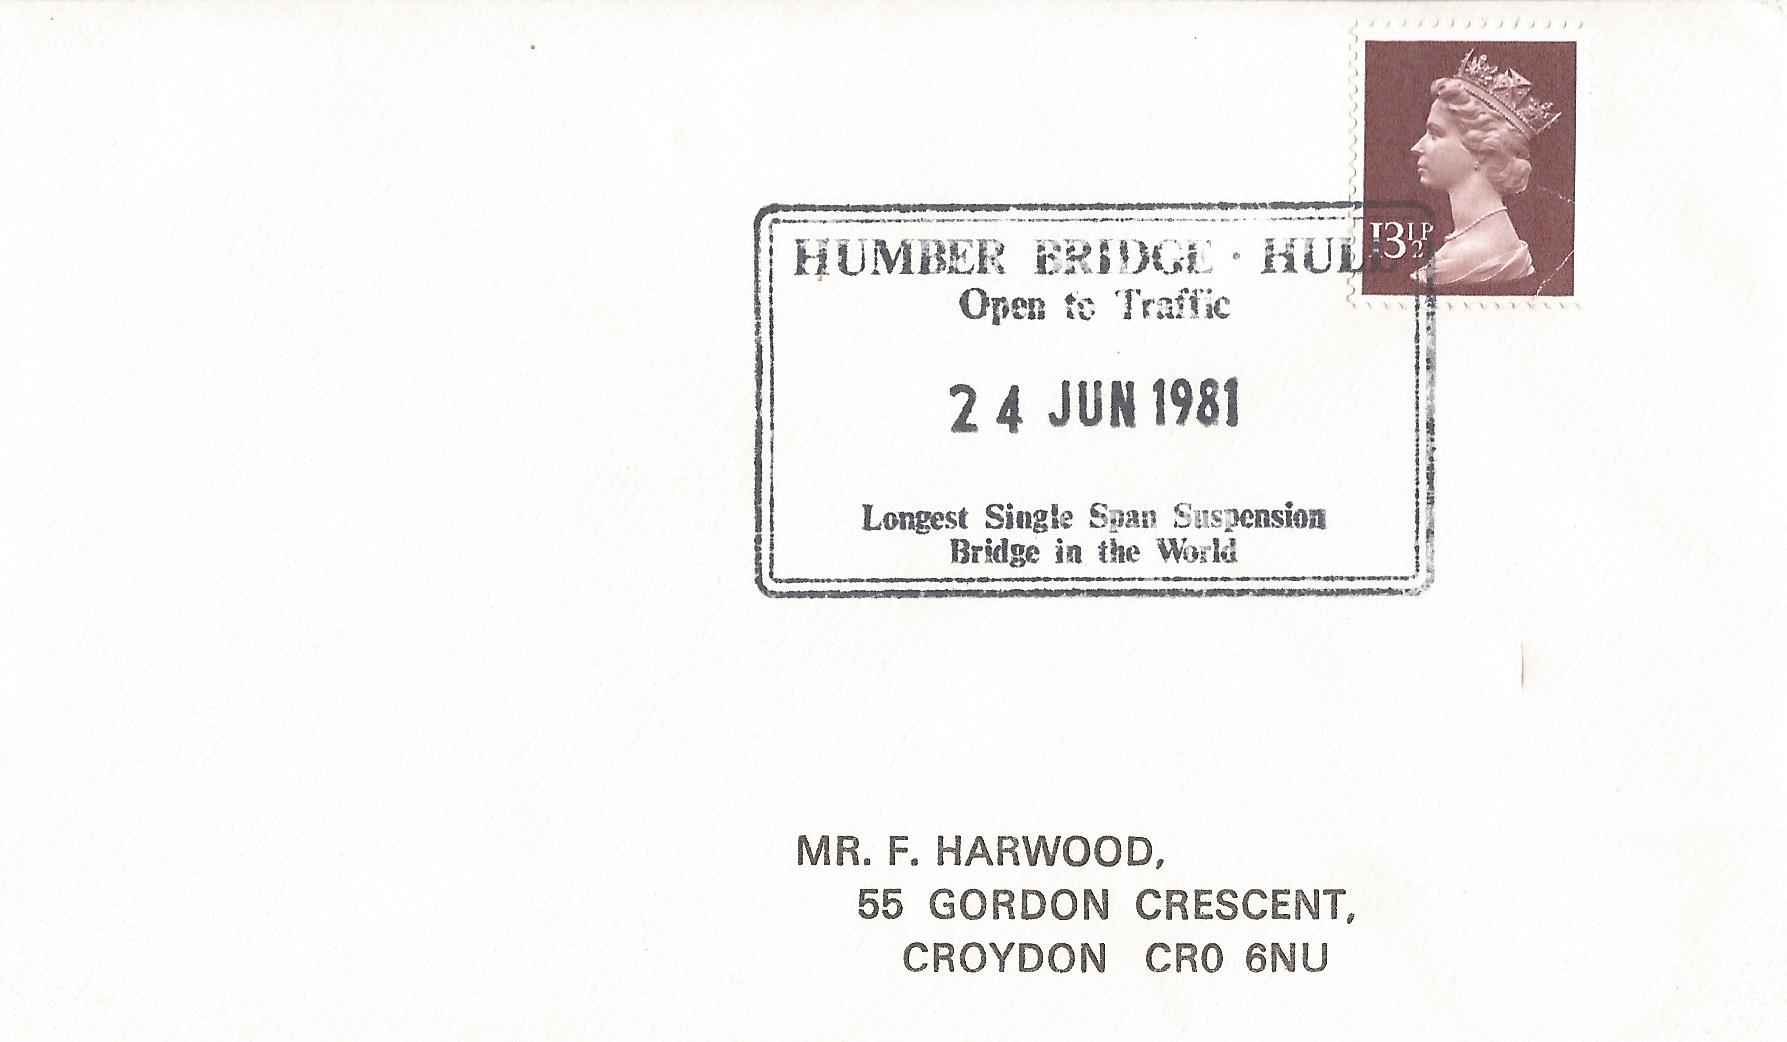 13½P
HUMBER BRIDGE · HULL
Open to Traffic
24 JUN 1981
Longest Single Span Suspension
Bridge in the World
MR. F. HARWOOD,
55 GORDON CRESCENT,
CROYDON CR0 6NU